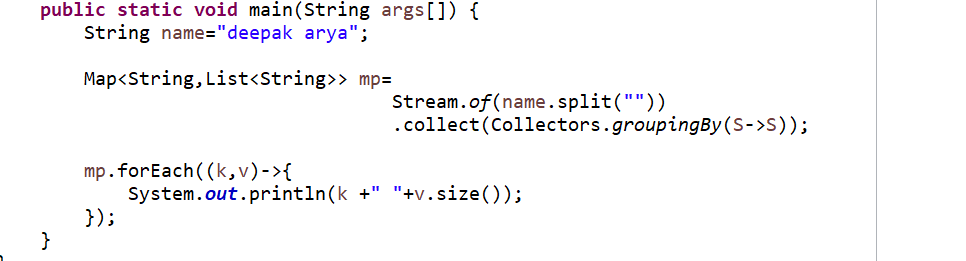 public static void main(String args[]) {
String name="deepak arya";
Map<String,List<String>> mp=
Stream.of(name.split(""))
.collect(Collectors.groupingBy(S->S));
mp.forEach((k,v)->{
System.out.println(k +" "+v.size());
});
}